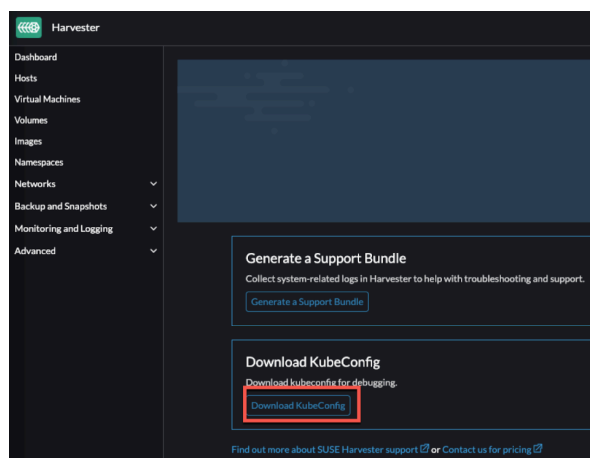 Harvester
Dashboard
Hosts
Virtual Machines
Volumes
Images
Namespaces
Networks
Backup and Snapshots
Monitoring and Logging
Advanced
Generate a Support Bundle
Collect system-related logs in Harvester to help with troubleshooting and support.
Generate a Support Bundle
Download KubeConfig
Download kubeconfig for debugging.
Download KubeConfig
Find out more about SUSE Harvester support or Contact us for pricing